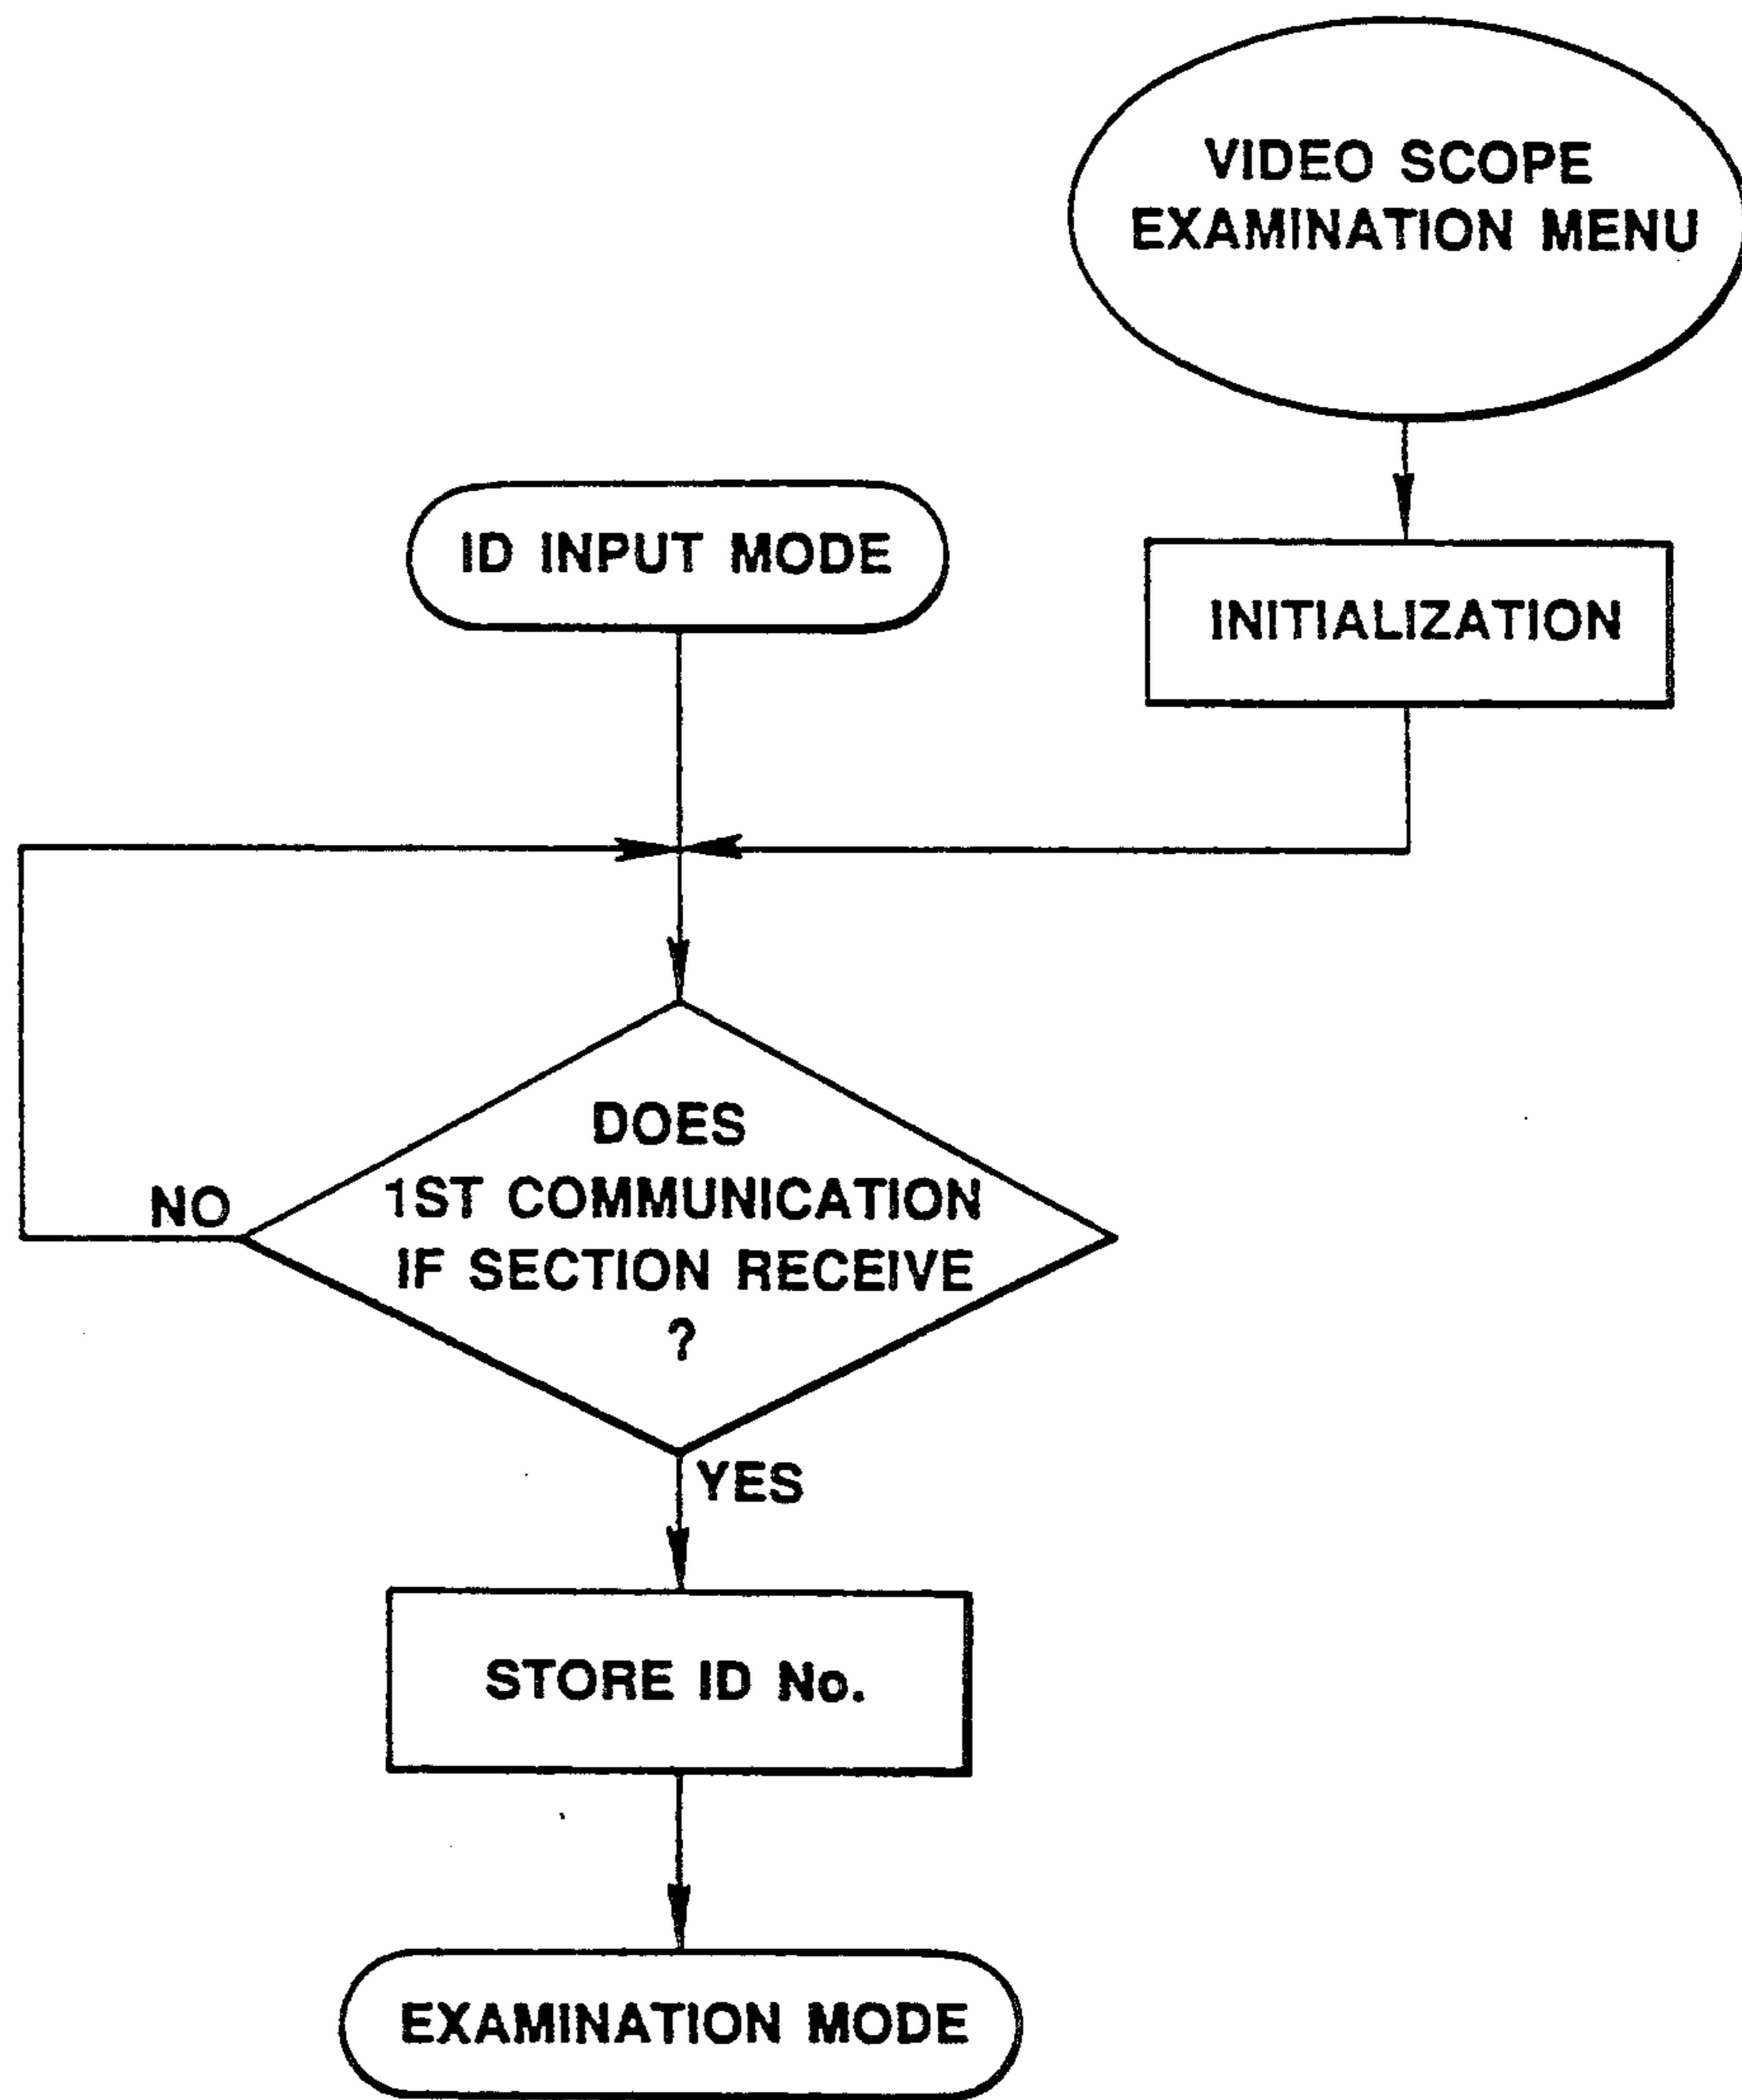 VIDEO SCOPE
EXAMINATION MENU
ID INPUT MODE
INITIALIZATION
DOES
1ST COMMUNICATION
IF SECTION RECEIVE
?
NO
YES
STORE ID No.
EXAMINATION MODE